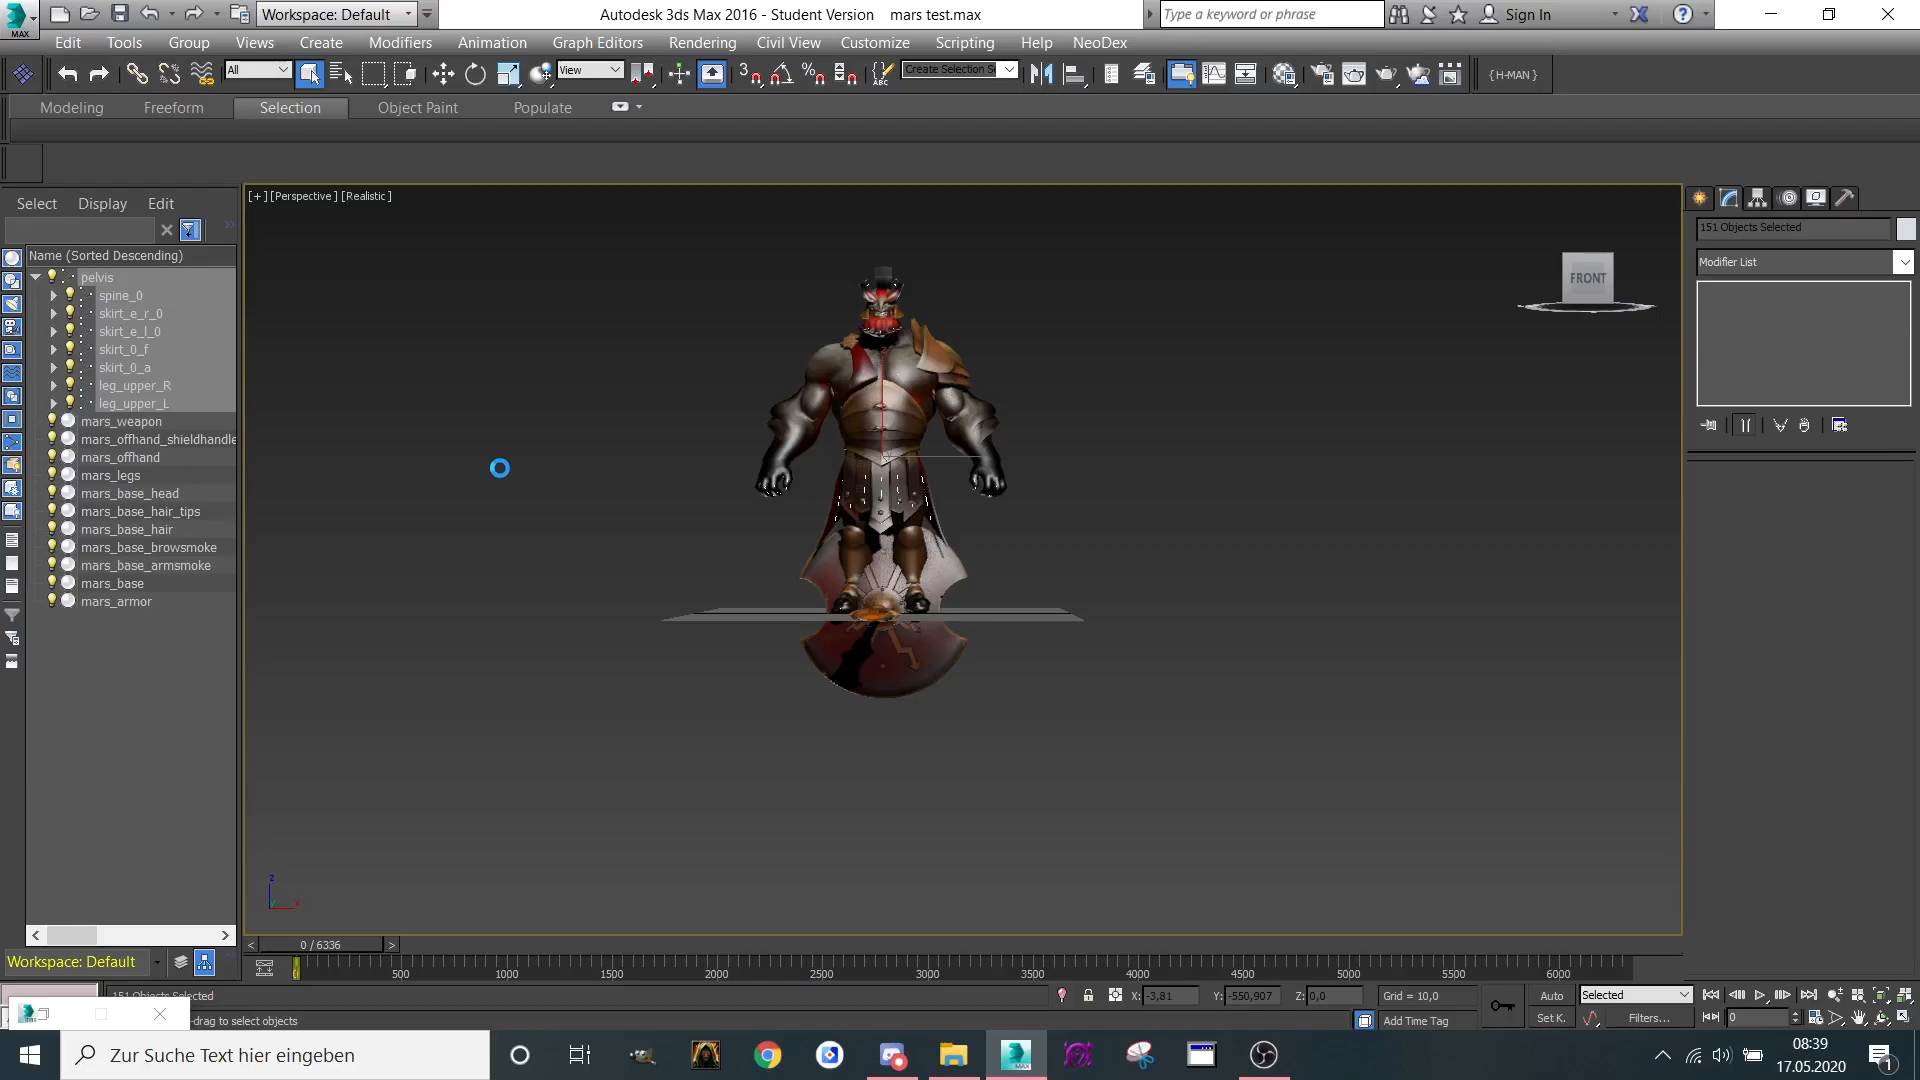 Workspace: Default
Autodesk 3ds Max 2016 - Student Version    mars test.max
Type a keyword or phrase
Sign In
MAX
Edit Tools Group Views Create Modifiers Animation Graph Editors Rendering Civil View Customize Scripting Help NeoDex
All
View
3
ABC
Create Selection S
{H-MAN}
Modeling Freeform Selection Object Paint Populate
Select Display Edit
[+] [Perspective] [Realistic]
Name (Sorted Descending)
pelvis
spine_0
skirt_e_r_0
skirt_e_l_0
skirt_0_f
skirt_0_a
leg_upper_R
leg_upper_L
mars_weapon
mars_offhand_shieldhandle
mars_offhand
mars_legs
mars_base_head
mars_base_hair_tips
mars_base_hair
mars_base_browsmoke
mars_base_armsmoke
mars_base
mars_armor
FRONT
151 Objects Selected
Modifier List
z
x
0 / 6336
Workspace: Default
500 1000 1500 2000 2500 3000 3500 4000 4500 5000 5500 6000
151 Objects Selected
X: -3,81 Y: -550,907 Z: 0,0 Grid = 10,0
Auto Selected
-drag to select objects
Add Time Tag
Set K. Filters... 0
Zur Suche Text hier eingeben
MAX
08:39
17.05.2020
1